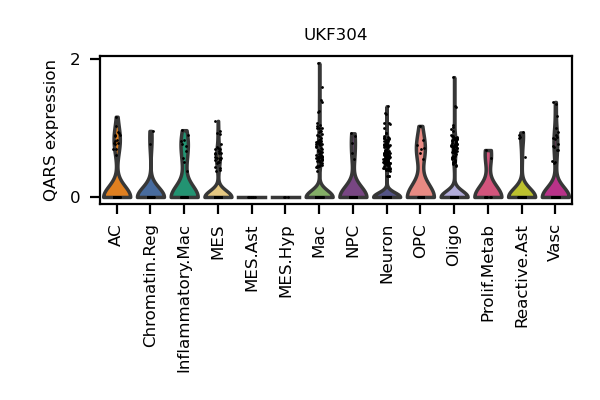 UKF304
QARS expression
2
0
AC
Chromatin.Reg
Inflammatory.Mac
MES
MES.Ast
MES.Hyp
Mac
NPC
Neuron
OPC
Oligo
Prolif.Metab
Reactive.Ast
Vasc